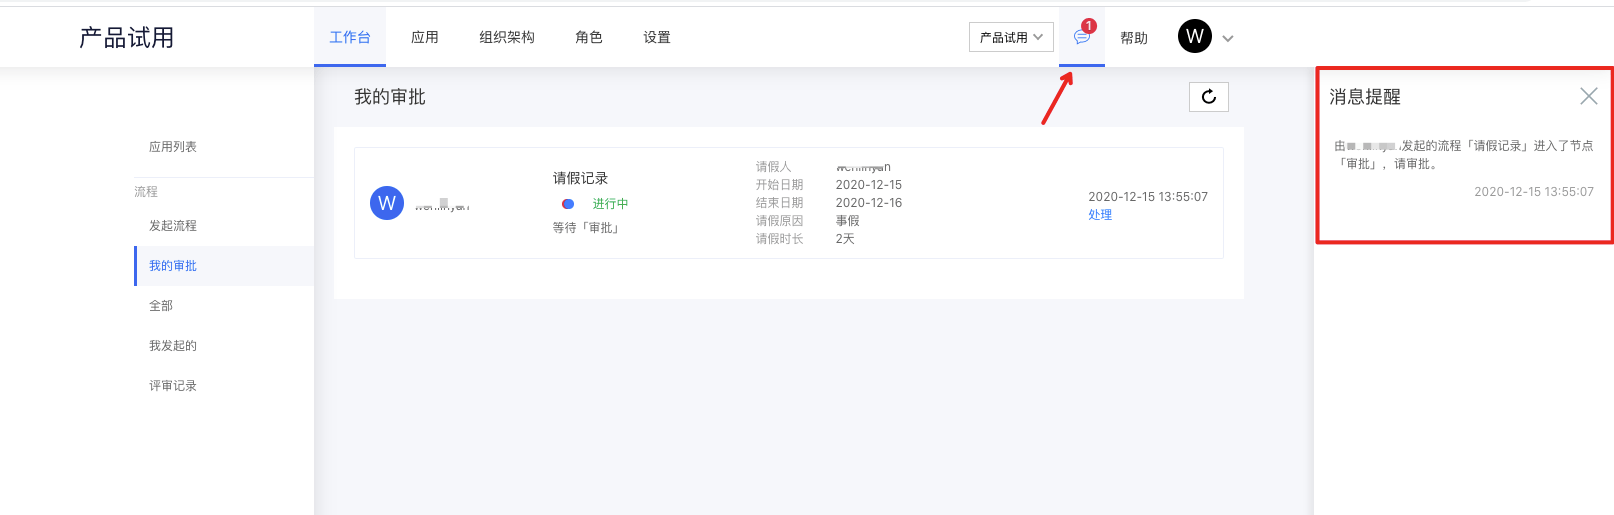 产品试用
工作台 应用 组织架构 角色 设置
产品试用 1 帮助 W
应用列表
流程
发起流程
我的审批
全部
我发起的
评审记录
我的审批
W
请假记录
进行中
等待「审批」
请假人
开始日期 2020-12-15
结束日期 2020-12-16
请假原因 事假
请假时长 2天
2020-12-15 13:55:07
处理
消息提醒
由 发起的流程「请假记录」进入了节点
「审批」，请审批。
2020-12-15 13:55:07